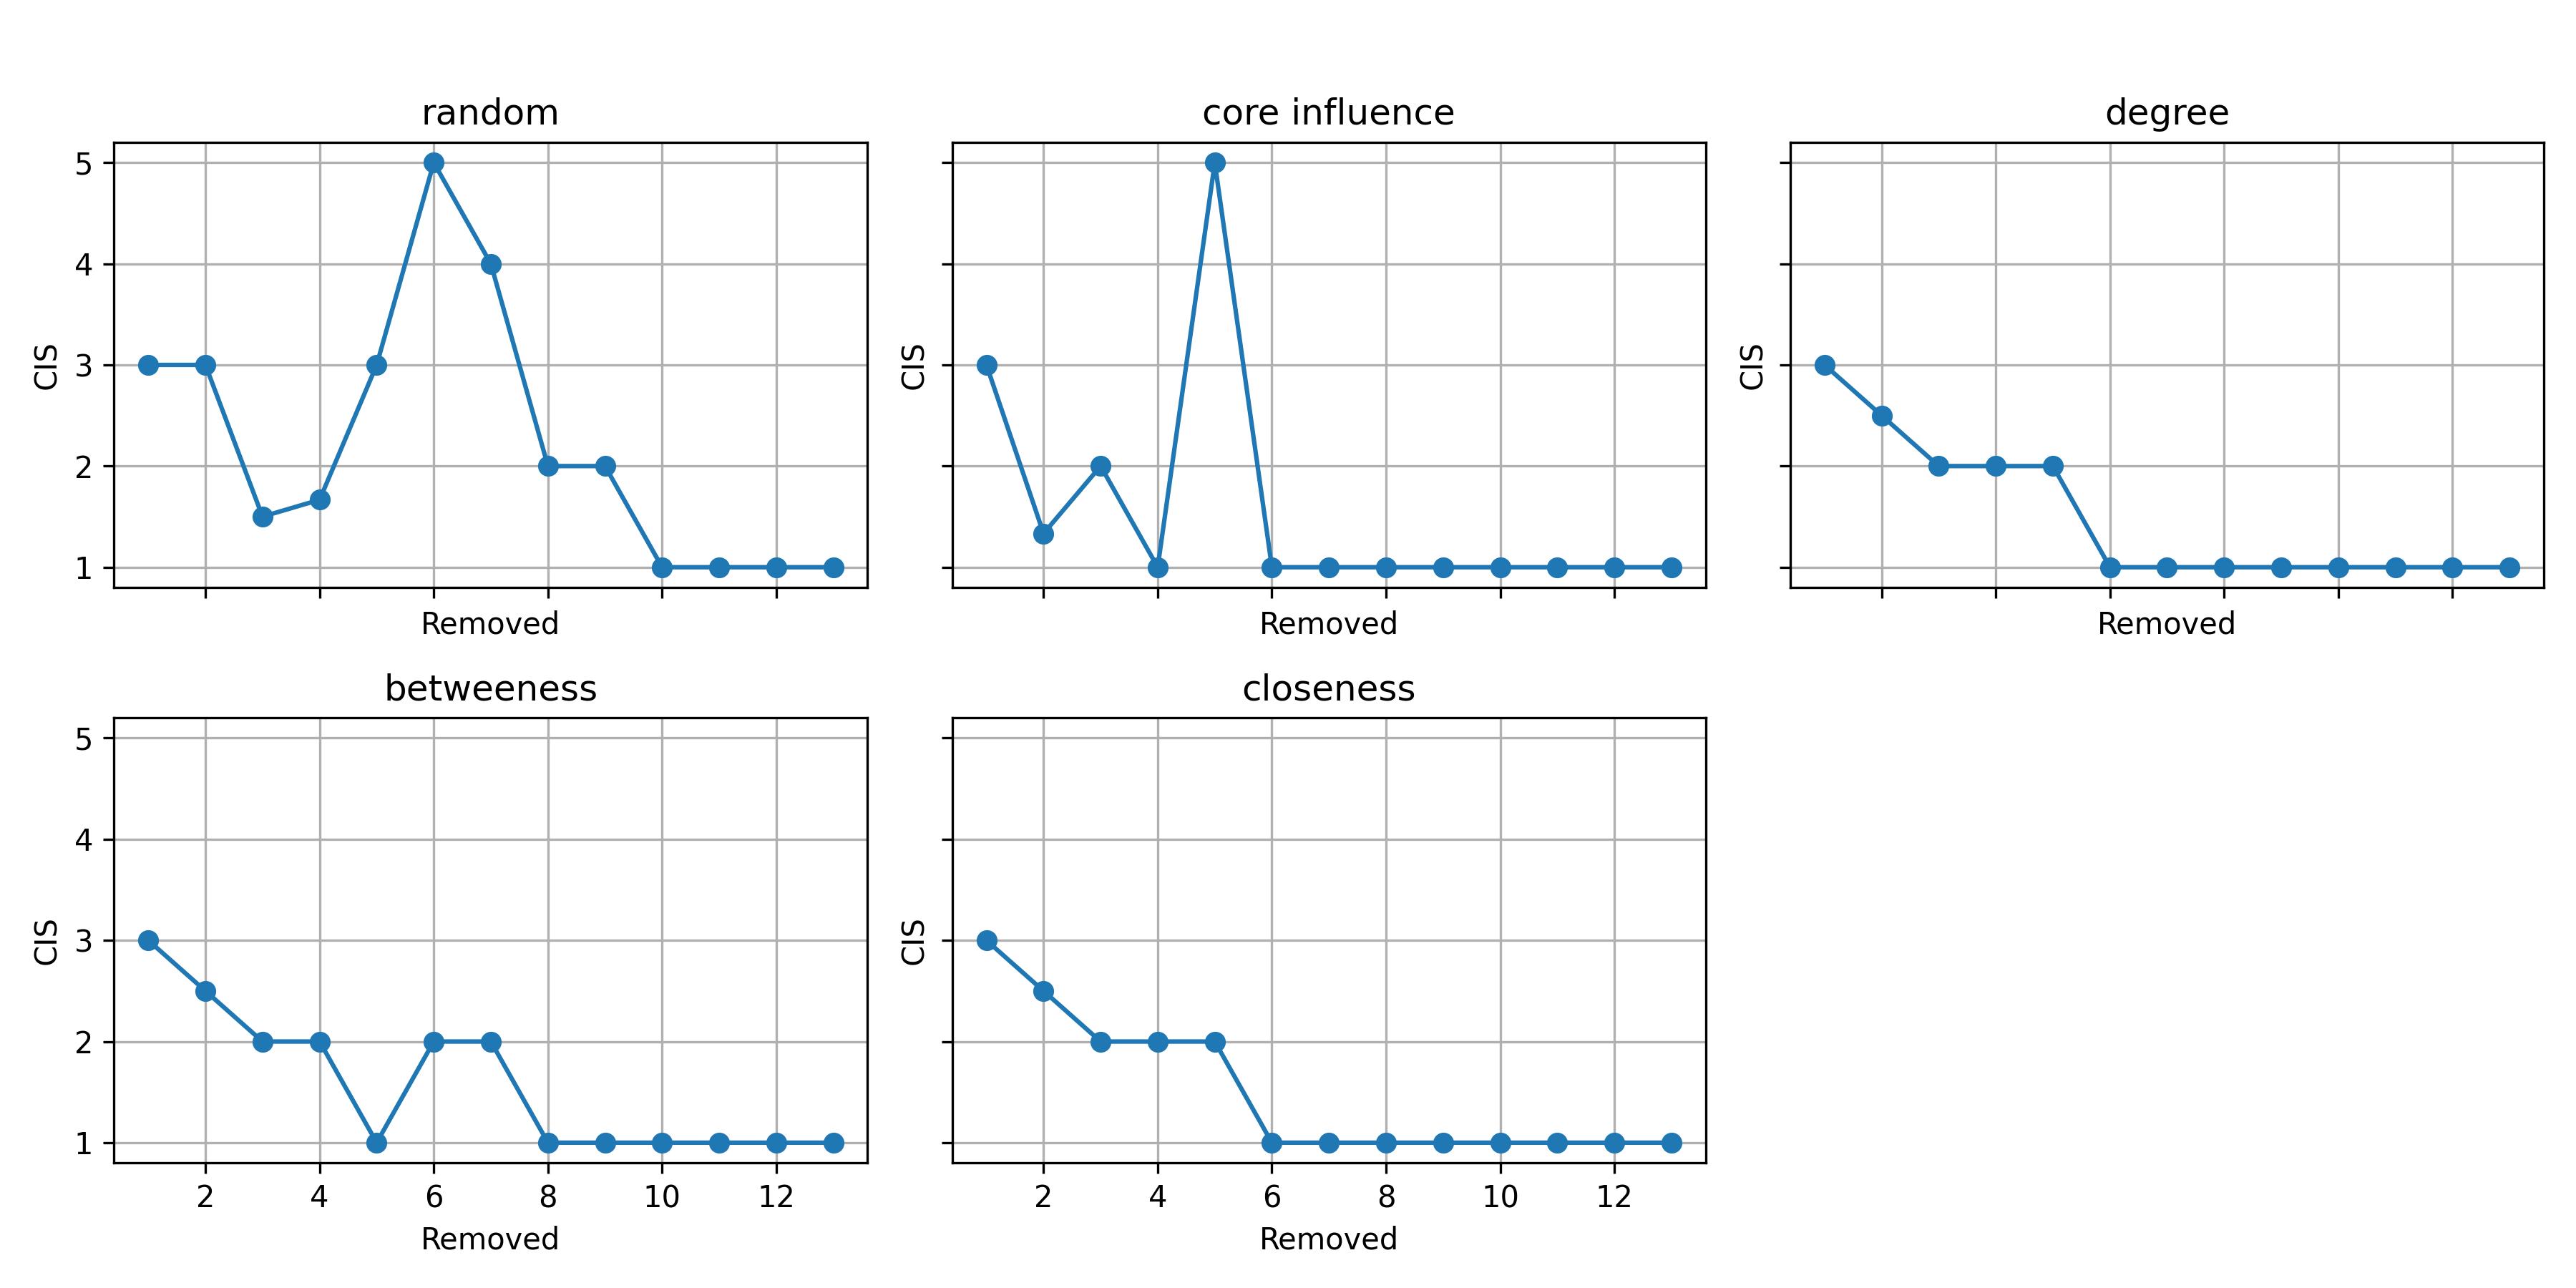 random
core influence
degree
5
4
3
2
1
CIS
CIS
CIS
Removed
Removed
Removed
betweeness
closeness
5
4
3
2
1
CIS
CIS
2 4 6 8 10 12
2 4 6 8 10 12
Removed
Removed